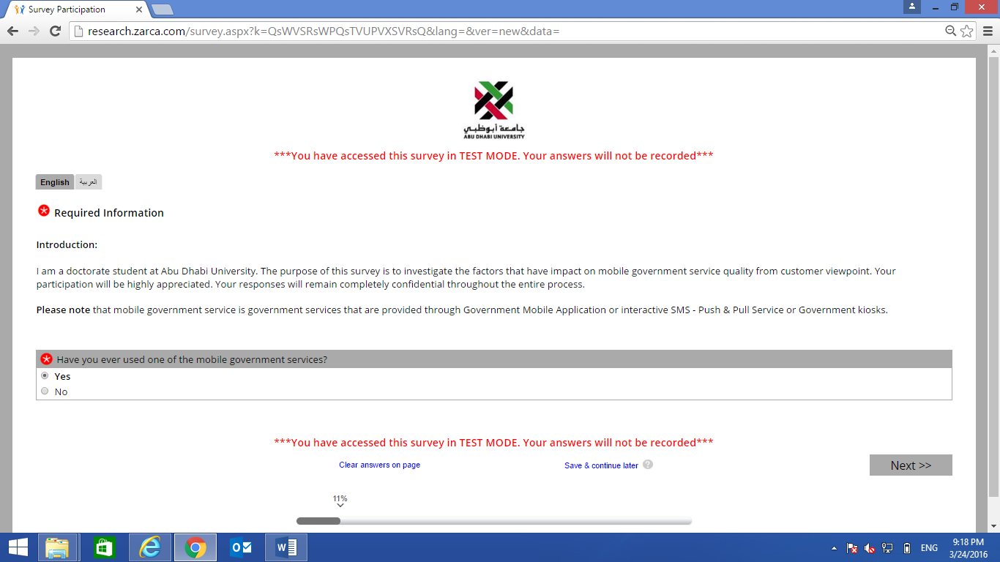 Survey Participation
research.zarca.com/survey.aspx?k=QsWVSRsWPQsTVUPVXSVRsQ&lang=&ver=new&data=
جامعة أبوظبي
ABU DHABI UNIVERSITY
***You have accessed this survey in TEST MODE. Your answers will not be recorded***
English العربية
Required Information
Introduction:
I am a doctorate student at Abu Dhabi University. The purpose of this survey is to investigate the factors that have impact on mobile government service quality from customer viewpoint. Your
participation will be highly appreciated. Your responses will remain completely confidential throughout the entire process.
Please note that mobile government service is government services that are provided through Government Mobile Application or interactive SMS - Push & Pull Service or Government kiosks.
Have you ever used one of the mobile government services?
Yes
No
***You have accessed this survey in TEST MODE. Your answers will not be recorded***
Clear answers on page Save & continue later ? Next >>
11%
ENG 9:18 PM
3/24/2016